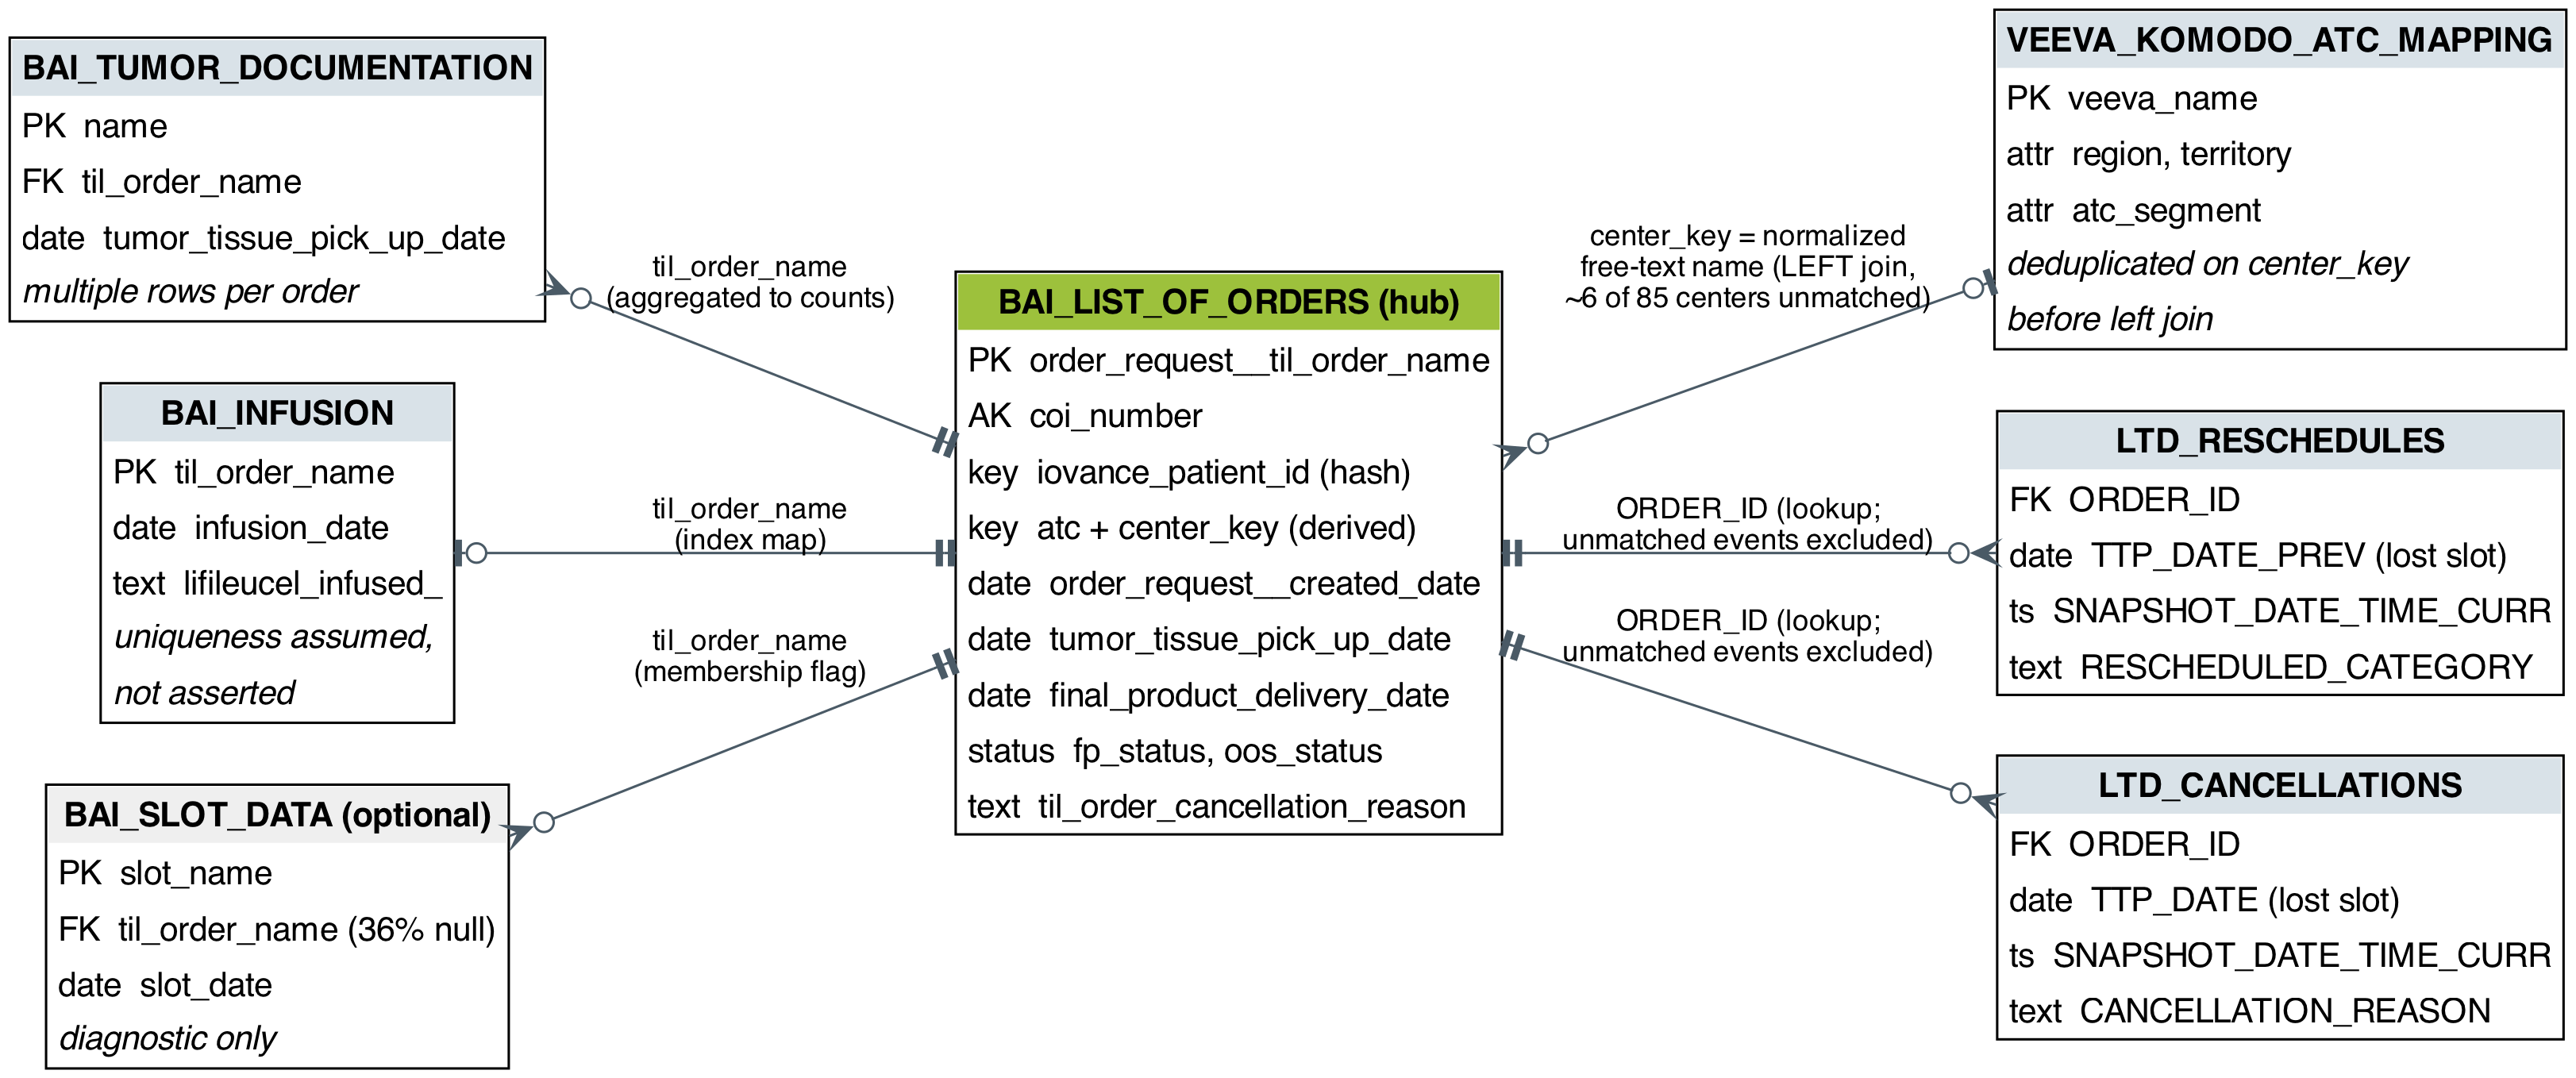 BAI_TUMOR_DOCUMENTATION
PK name
FK til_order_name
date tumor_tissue_pick_up_date
multiple rows per order
BAI_INFUSION
PK til_order_name
date infusion_date
text lifileucel_infused_
uniqueness assumed,
not asserted
BAI_SLOT_DATA (optional)
PK slot_name
FK til_order_name (36% null)
date slot_date
diagnostic only
til_order_name
(aggregated to counts)
til_order_name
(index map)
til_order_name
(membership flag)
BAI_LIST_OF_ORDERS (hub)
PK order_request__til_order_name
AK coi_number
key iovance_patient_id (hash)
key atc + center_key (derived)
date order_request__created_date
date tumor_tissue_pick_up_date
date final_product_delivery_date
status fp_status, oos_status
text til_order_cancellation_reason
center_key = normalized
free-text name (LEFT join,
~6 of 85 centers unmatched)
ORDER_ID (lookup;
unmatched events excluded)
ORDER_ID (lookup;
unmatched events excluded)
VEEVA_KOMODO_ATC_MAPPING
PK veeva_name
attr region, territory
attr atc_segment
deduplicated on center_key
before left join
LTD_RESCHEDULES
FK ORDER_ID
date TTP_DATE_PREV (lost slot)
ts SNAPSHOT_DATE_TIME_CURR
text RESCHEDULED_CATEGORY
LTD_CANCELLATIONS
FK ORDER_ID
date TTP_DATE (lost slot)
ts SNAPSHOT_DATE_TIME_CURR
text CANCELLATION_REASON